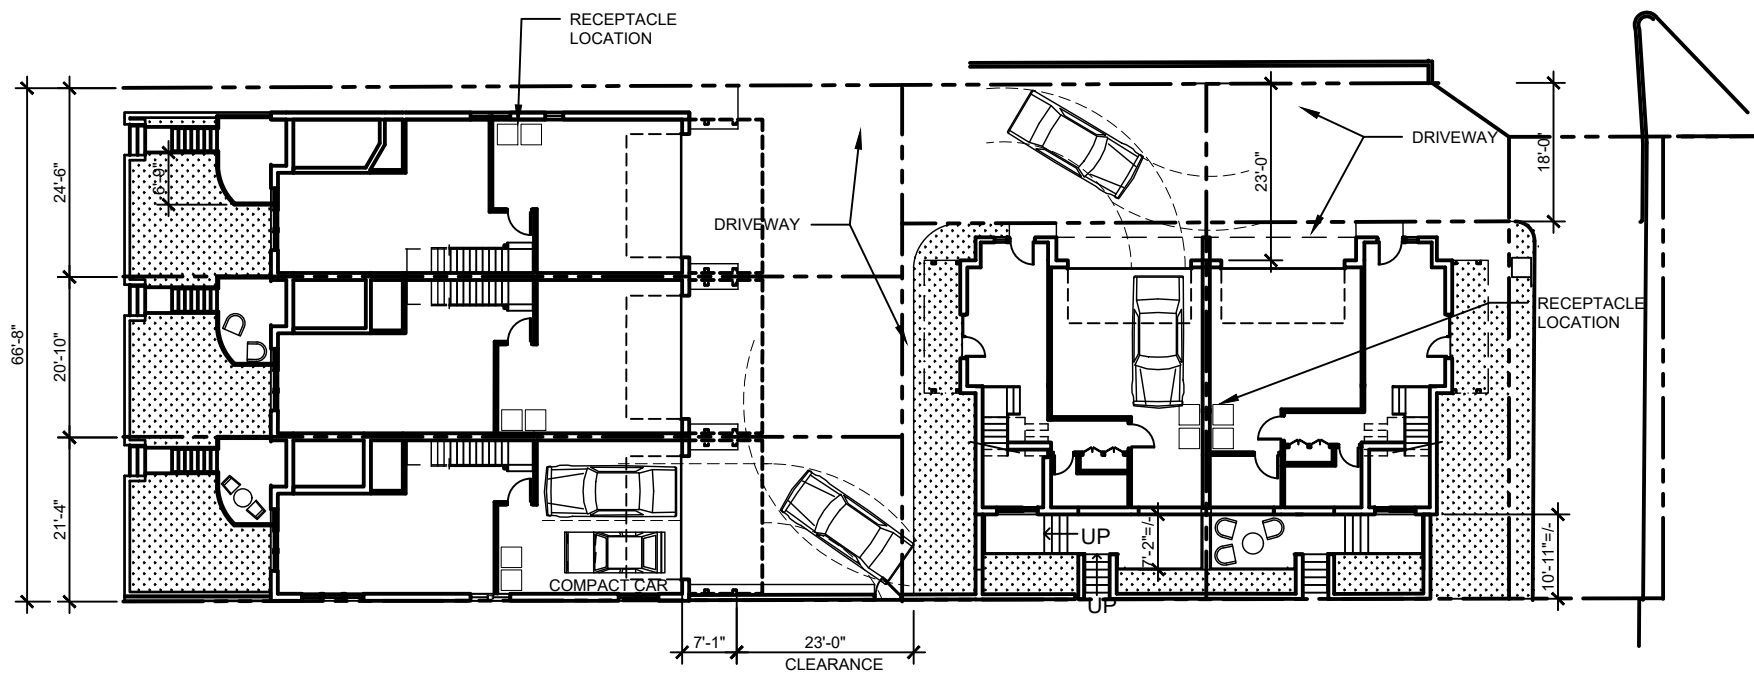 RECEPTACLE
LOCATION
DRIVEWAY
18'-0"
24'-6"
6'-9"
23'-0"
DRIVEWAY
66'-8"
20'-10"
RECEPTACLE
LOCATION
21'-4"
UP
7'-2"=/-
10'-11"=/-
COMPACT CAR
UP
7'-1"
23'-0"
CLEARANCE